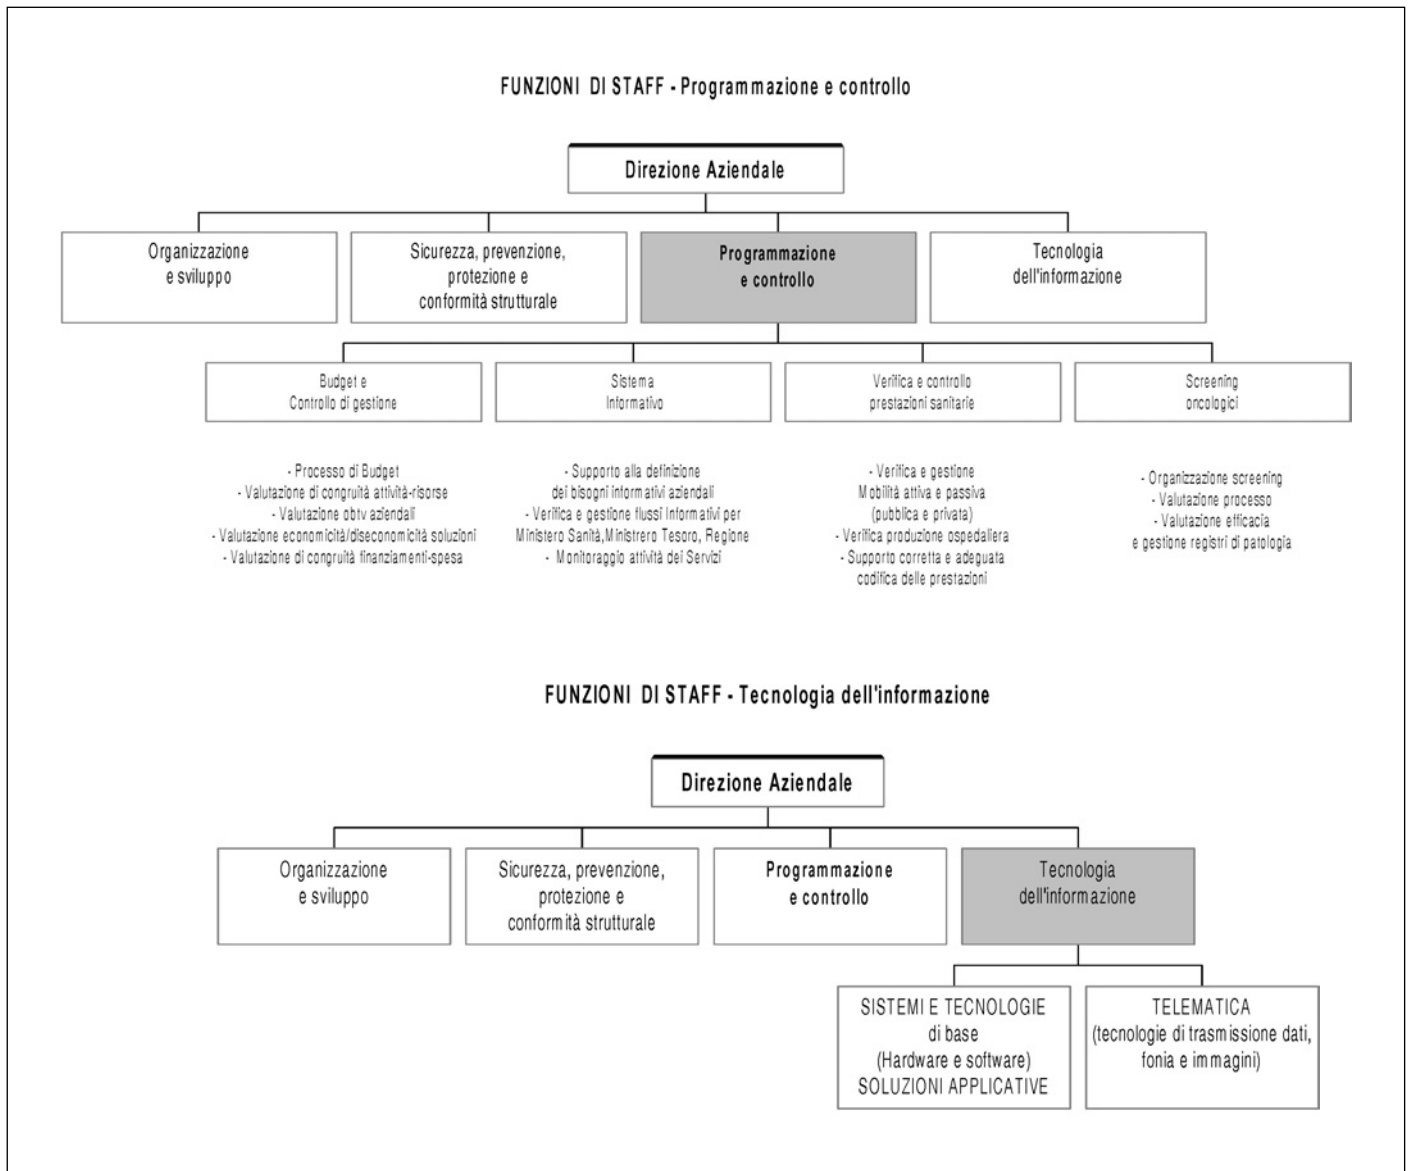 FUNZIONI DI STAFF - Programmazione e controllo
Direzione Aziendale
Organizzazione
e sviluppo
Sicurezza, prevenzione,
protezione e
conformità strutturale
Programmazione
e controllo
Tecnologia
dell'informazione
Budget e
Controllo di gestione
Sistema
Informativo
Verifica e controllo
prestazioni sanitarie
Screening
oncologici
- Processo di Budget
- Valutazione di congruità attività-risorse
- Valutazione obtv aziendali
- Valutazione economicità/diseconomicità soluzioni
- Valutazione di congruità finanziamenti-spesa
- Supporto alla definizione
dei bisogni informativi aziendali
- Verifica e gestione flussi Informativi per
Ministero Sanità,Ministrero Tesoro, Regione
- Monitoraggio attività dei Servizi
- Verifica e gestione
Mobilità attiva e passiva
(pubblica e privata)
- Verifica produzione ospedaliera
- Supporto corretta e adeguata
codifica delle prestazioni
- Organizzazione screening
- Valutazione processo
- Valutazione efficacia
e gestione registri di patologia
FUNZIONI DI STAFF - Tecnologia dell'informazione
Direzione Aziendale
Organizzazione
e sviluppo
Sicurezza, prevenzione,
protezione e
conformità strutturale
Programmazione
e controllo
Tecnologia
dell'informazione
SISTEMI E TECNOLOGIE
di base
(Hardware e software)
SOLUZIONI APPLICATIVE
TELEMATICA
(tecnologie di trasmissione dati,
fonia e immagini)